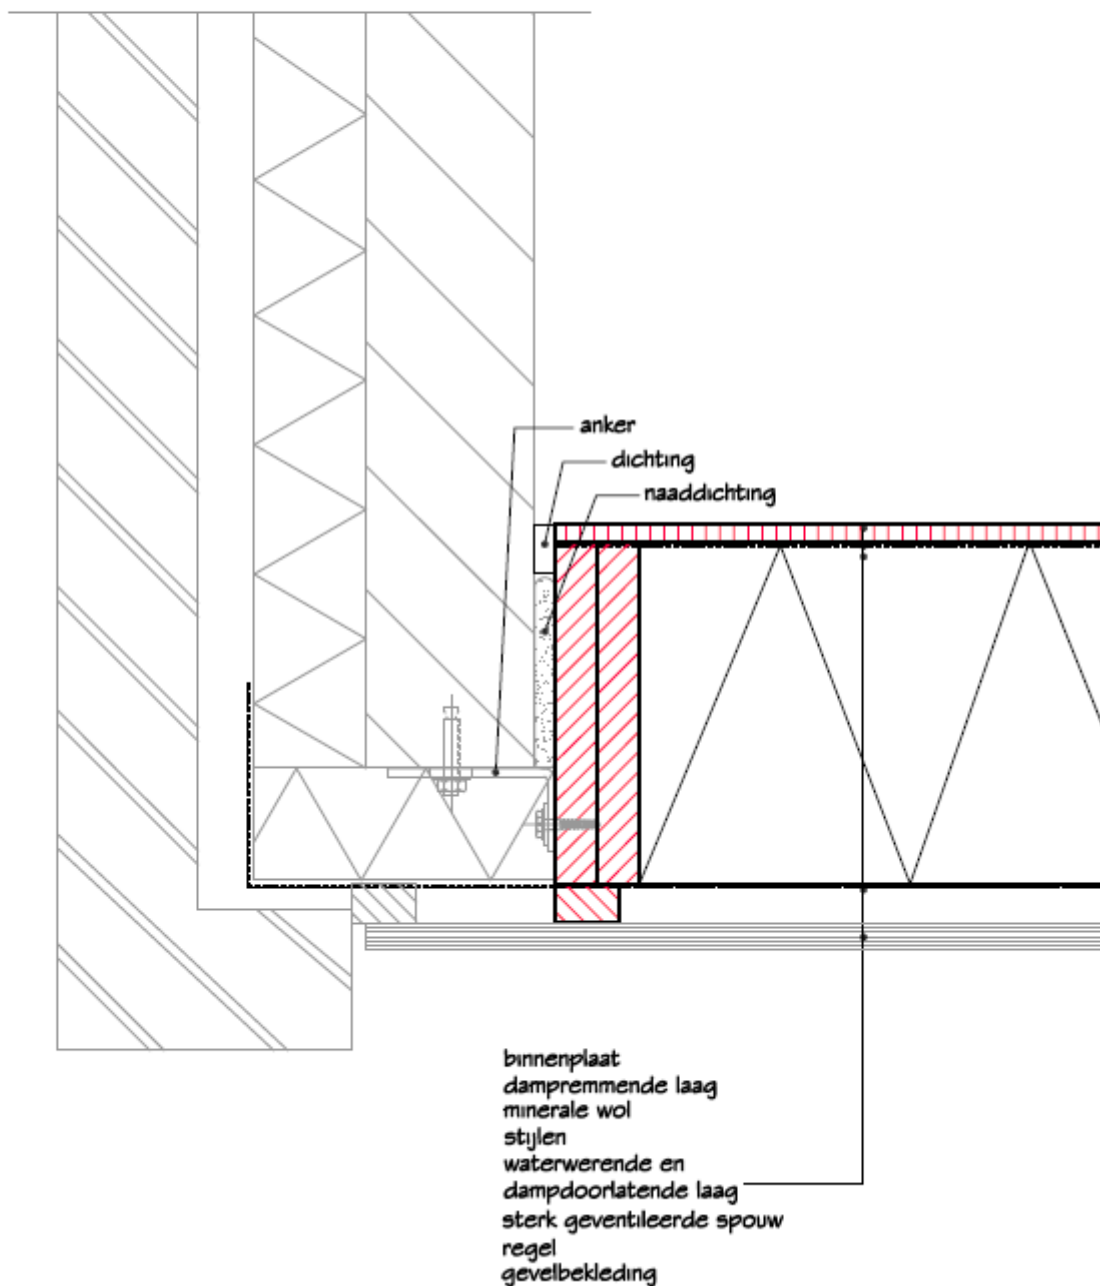 anker
dichting
naaddichting
binnenplaat
dampremmende laag
minerale wol
stijlen
waterwerende en
dampdoorlatende laag
sterk geventileerde spouw
regel
gevelbekleding